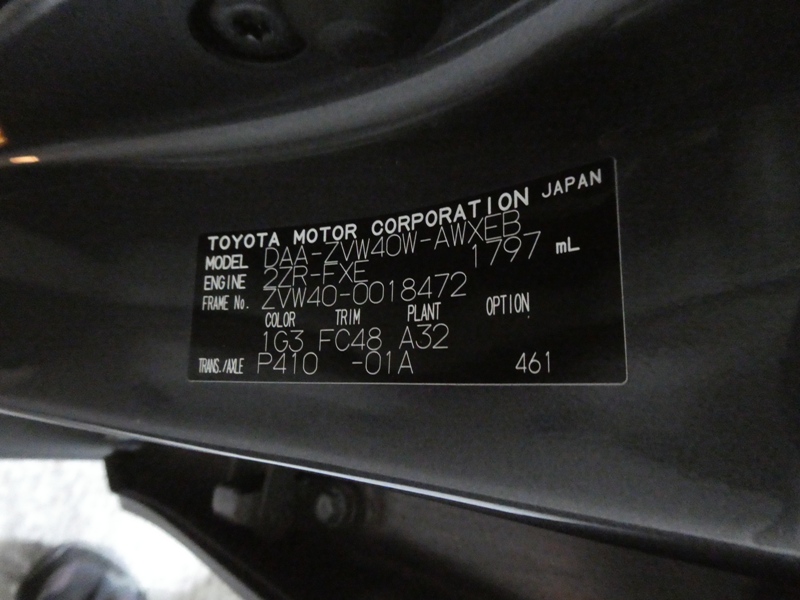 TOYOTA MOTOR CORPORATION JAPAN
MODEL DAA-ZVW40W-AWXEB
ENGINE 2ZR-FXE 1797 mL
FRAME No. ZVW40-0018472
COLOR TRIM PLANT OPTION
1G3 FC48 A32
TRANS./AXLE P410 -01A 461